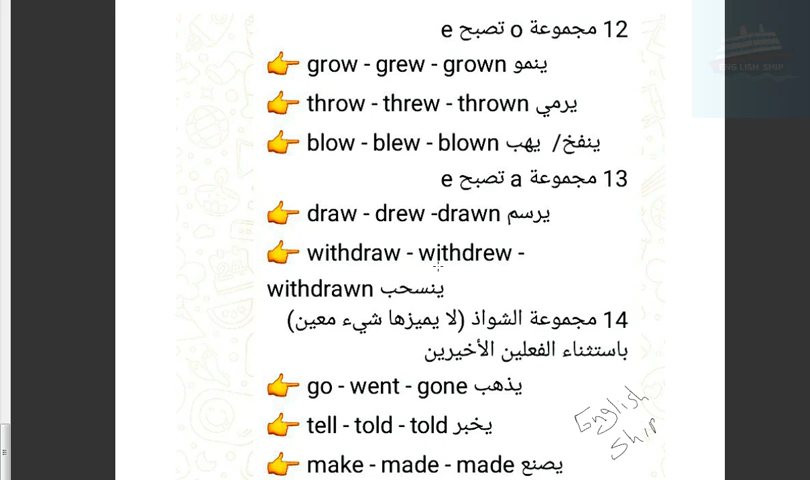 ENGLISH SHIP
12 مجموعة o تصبح e
👉 grow - grew - grown ينمو
👉 throw - threw - thrown يرمي
👉 blow - blew - blown ينفخ/ يهب
13 مجموعة a تصبح e
👉 draw - drew -drawn يرسم
👉 withdraw - withdrew -
withdrawn ينسحب
14 مجموعة الشواذ (لا يميزها شيء معين)
باستثناء الفعلين الأخيرين
👉 go - went - gone يذهب
👉 tell - told - told يخبر
👉 make - made - made يصنع
English
Ship